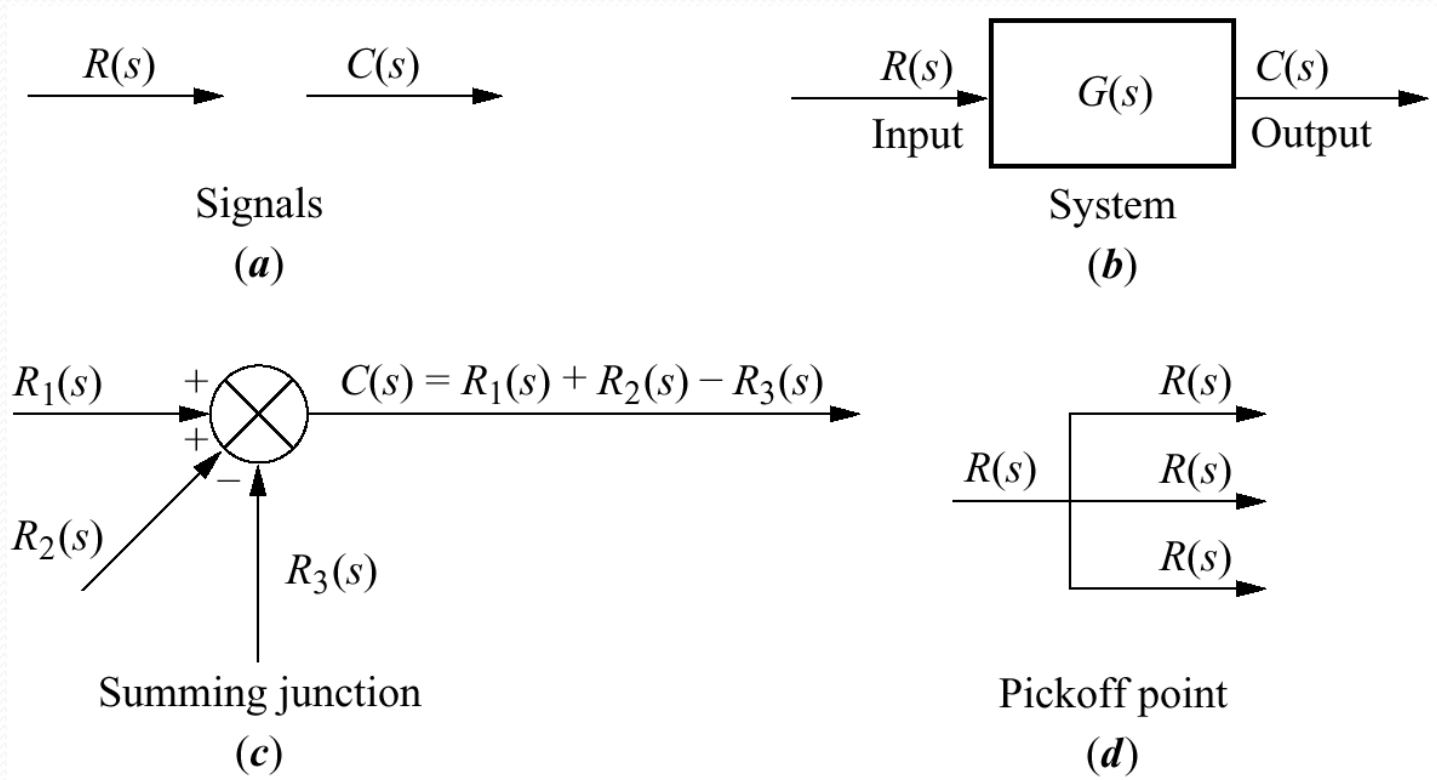 R(s)
C(s)
Signals
(a)
R(s)
Input
G(s)
C(s)
Output
System
(b)
R₁(s)
+
+
−
C(s) = R₁(s) + R₂(s) − R₃(s)
R₂(s)
R₃(s)
Summing junction
(c)
R(s)
R(s)
R(s)
R(s)
Pickoff point
(d)